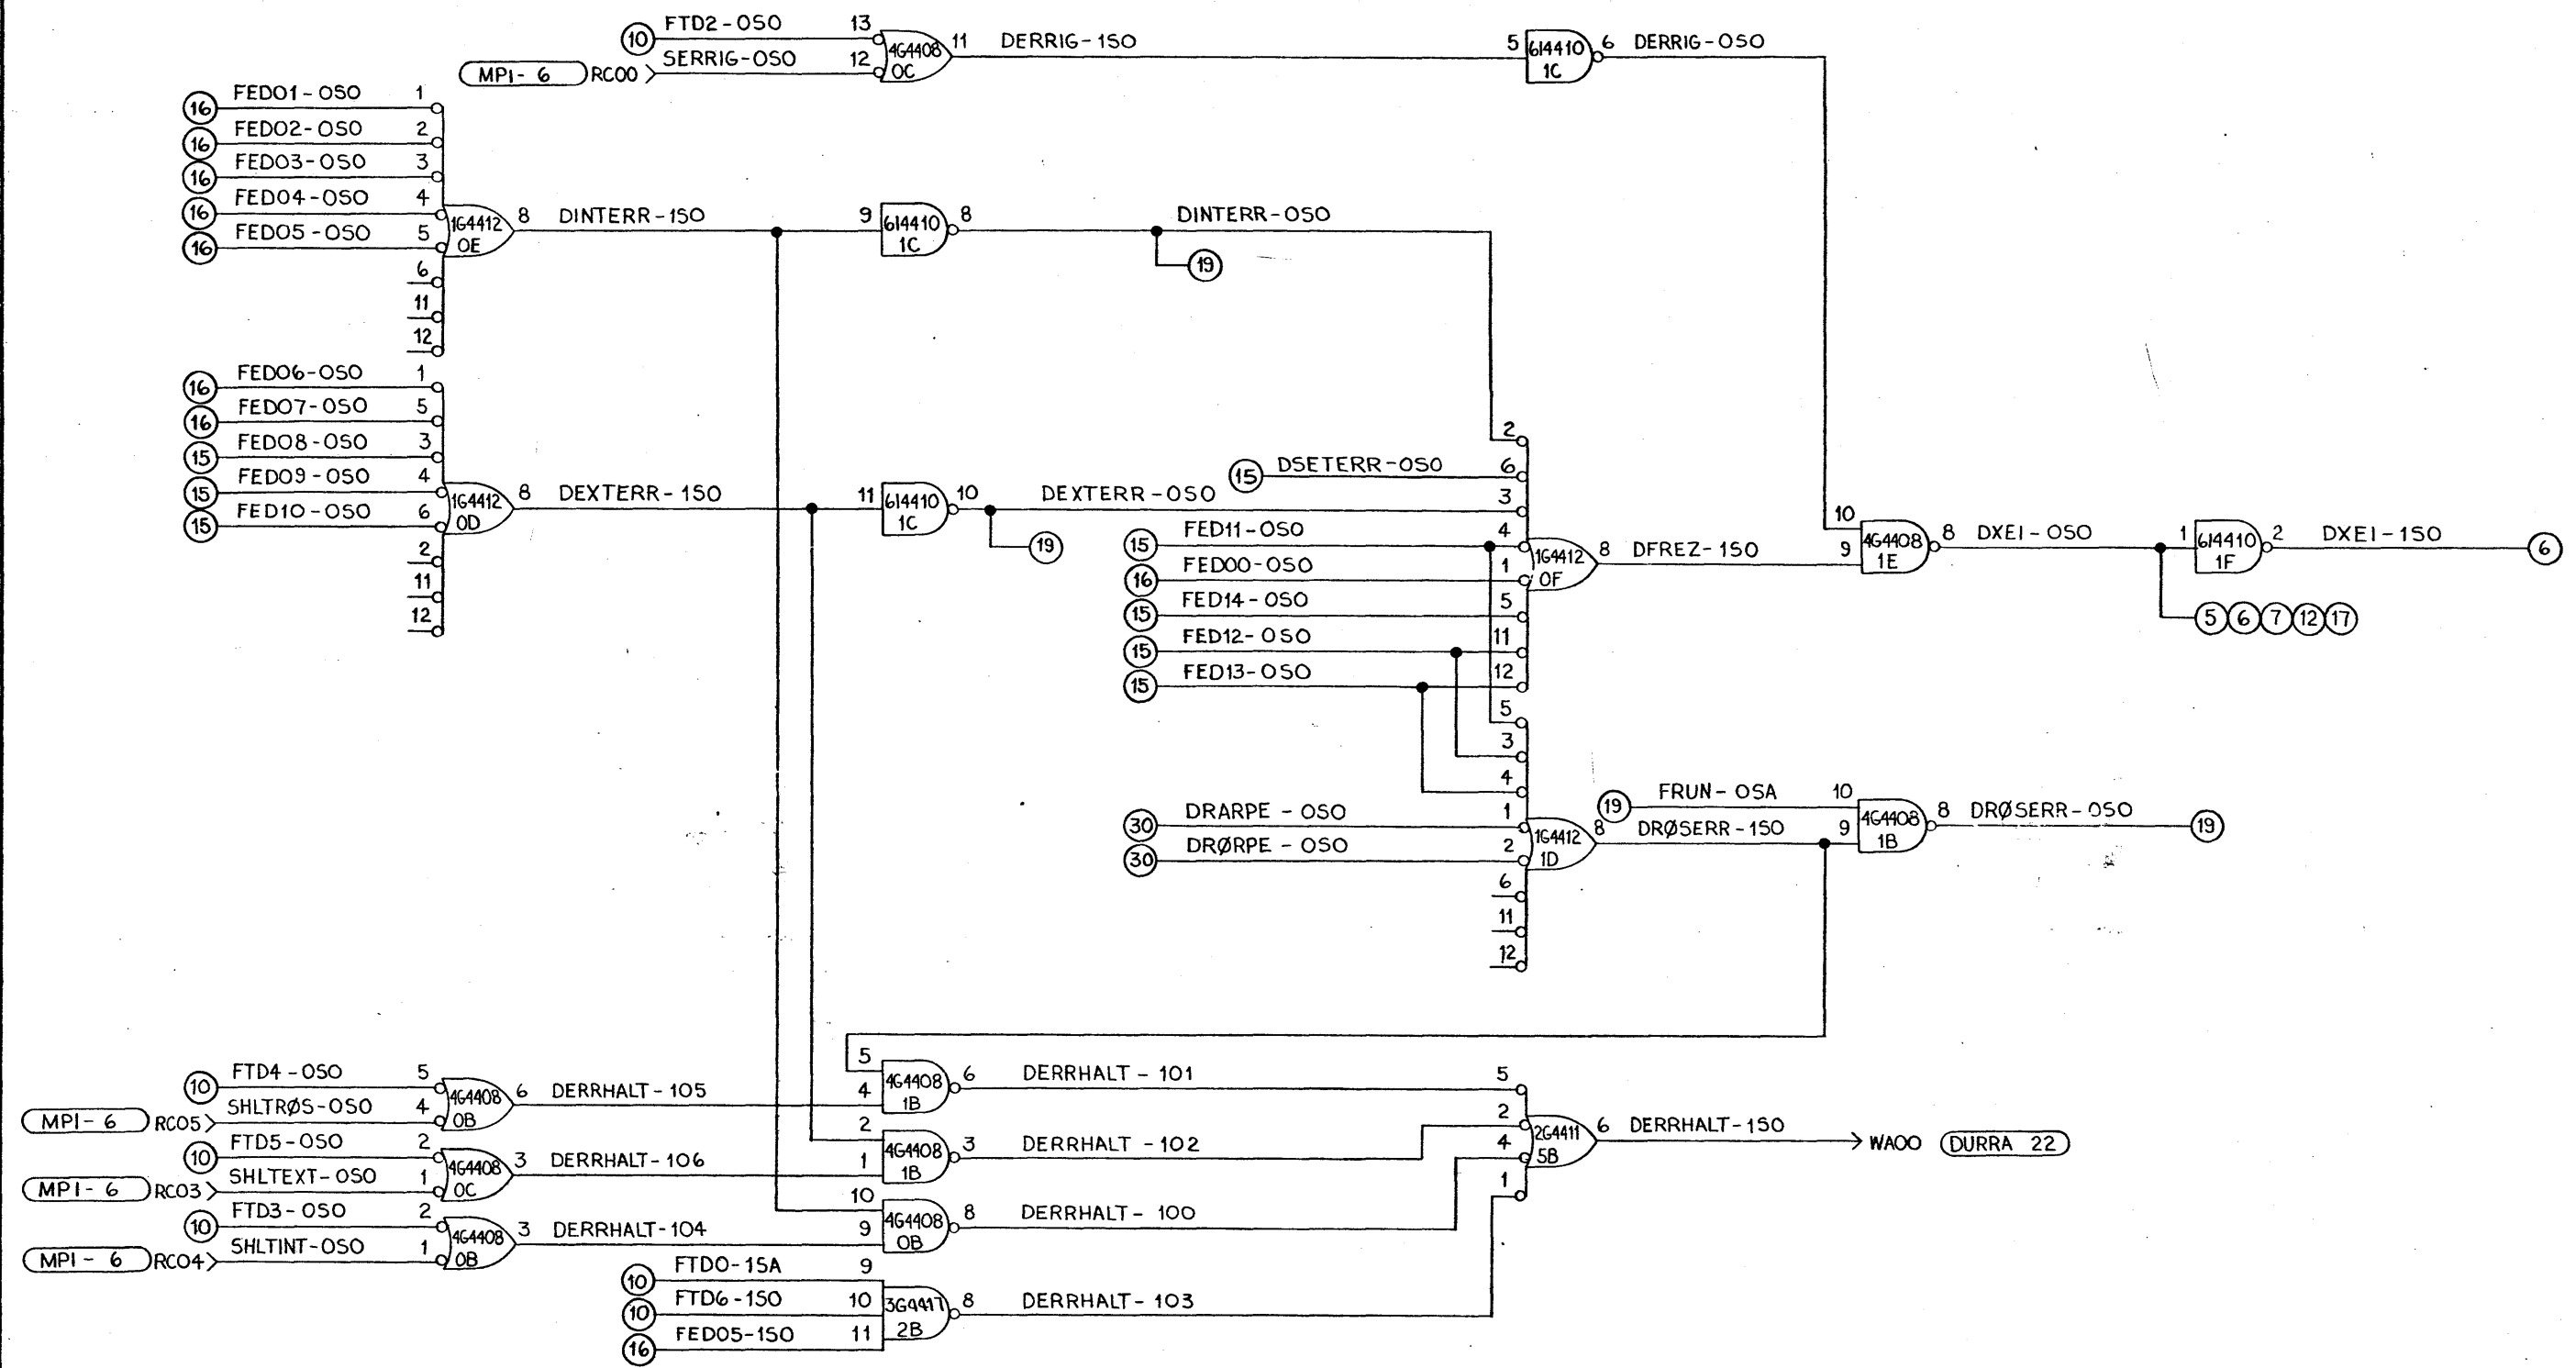 FTD2-0S0 13
10 4G4408 11 DERRIG-1S0 5 6I4410 6 DERRIG-0S0
SERRIG-0S0 12 0C 1C
MPI-6 RC00
FED01-0S0 1
16
FED02-0S0 2
16
FED03-0S0 3
16
FED04-0S0 4
16 1G4412 8 DINTERR-1S0 9 6I4410 8 DINTERR-0S0
FED05-0S0 5 0E 1C
16
19
6
11
12
FED06-0S0 1
16
FED07-0S0 5
16
FED08-0S0 3
15
FED09-0S0 4
15 1G4412 8 DEXTERR-1S0 11 6I4410 10 DEXTERR-0S0 3
FED10-0S0 6 0D 1C
15
19
2
11
12
2
15 DSETERR-0S0 6
FED11-0S0 4
15 1G4412 8 DFREZ-1S0 9
FED00-0S0 1 0F
16
FED14-0S0 5
15
FED12-0S0 11
15
FED13-0S0 12
15
10 4G4408 8 DXEI-0S0 1 6I4410 2 DXEI-1S0 6
1E 1F
5 6 7 12 17
5
3
4
DRARPE-0S0 1
30 1G4412 8 DRØSERR-1S0 9
DRØRPE-0S0 2 1D
30
6
11
12
19 FRUN-0SA 10
4G4408 8 DRØSERR-0S0 19
1B
FTD4-0S0 5
10 4G4408 6 DERRHALT-105 4
SHLTRØS-0S0 4 0B
MPI-6 RC05
5 4G4408 6 DERRHALT-101 5
1B
FTD5-0S0 2
10 4G4408 3 DERRHALT-106 1
SHLTEXT-0S0 1 0C
MPI-6 RC03
2 4G4408 3 DERRHALT-102 2
1B
FTD3-0S0 2
10 4G4408 3 DERRHALT-104 9
SHLTINT-0S0 1 0B
MPI-6 RC04
10 4G4408 8 DERRHALT-100 4
0B
FTD0-1SA 9
10
FTD6-1S0 10
10 3G4417 8 DERRHALT-103 1
FED05-1S0 11 2B
16
2G4411 6 DERRHALT-1S0 WA00 DURRA 22
5B